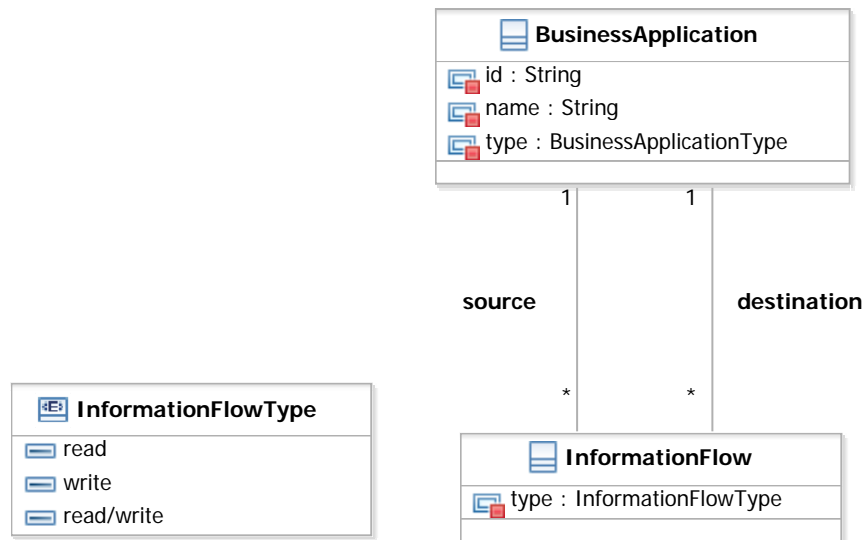 BusinessApplication
id : String
name : String
type : BusinessApplicationType
1 1
source destination
* *
InformationFlowType
read
write
read/write
InformationFlow
type : InformationFlowType